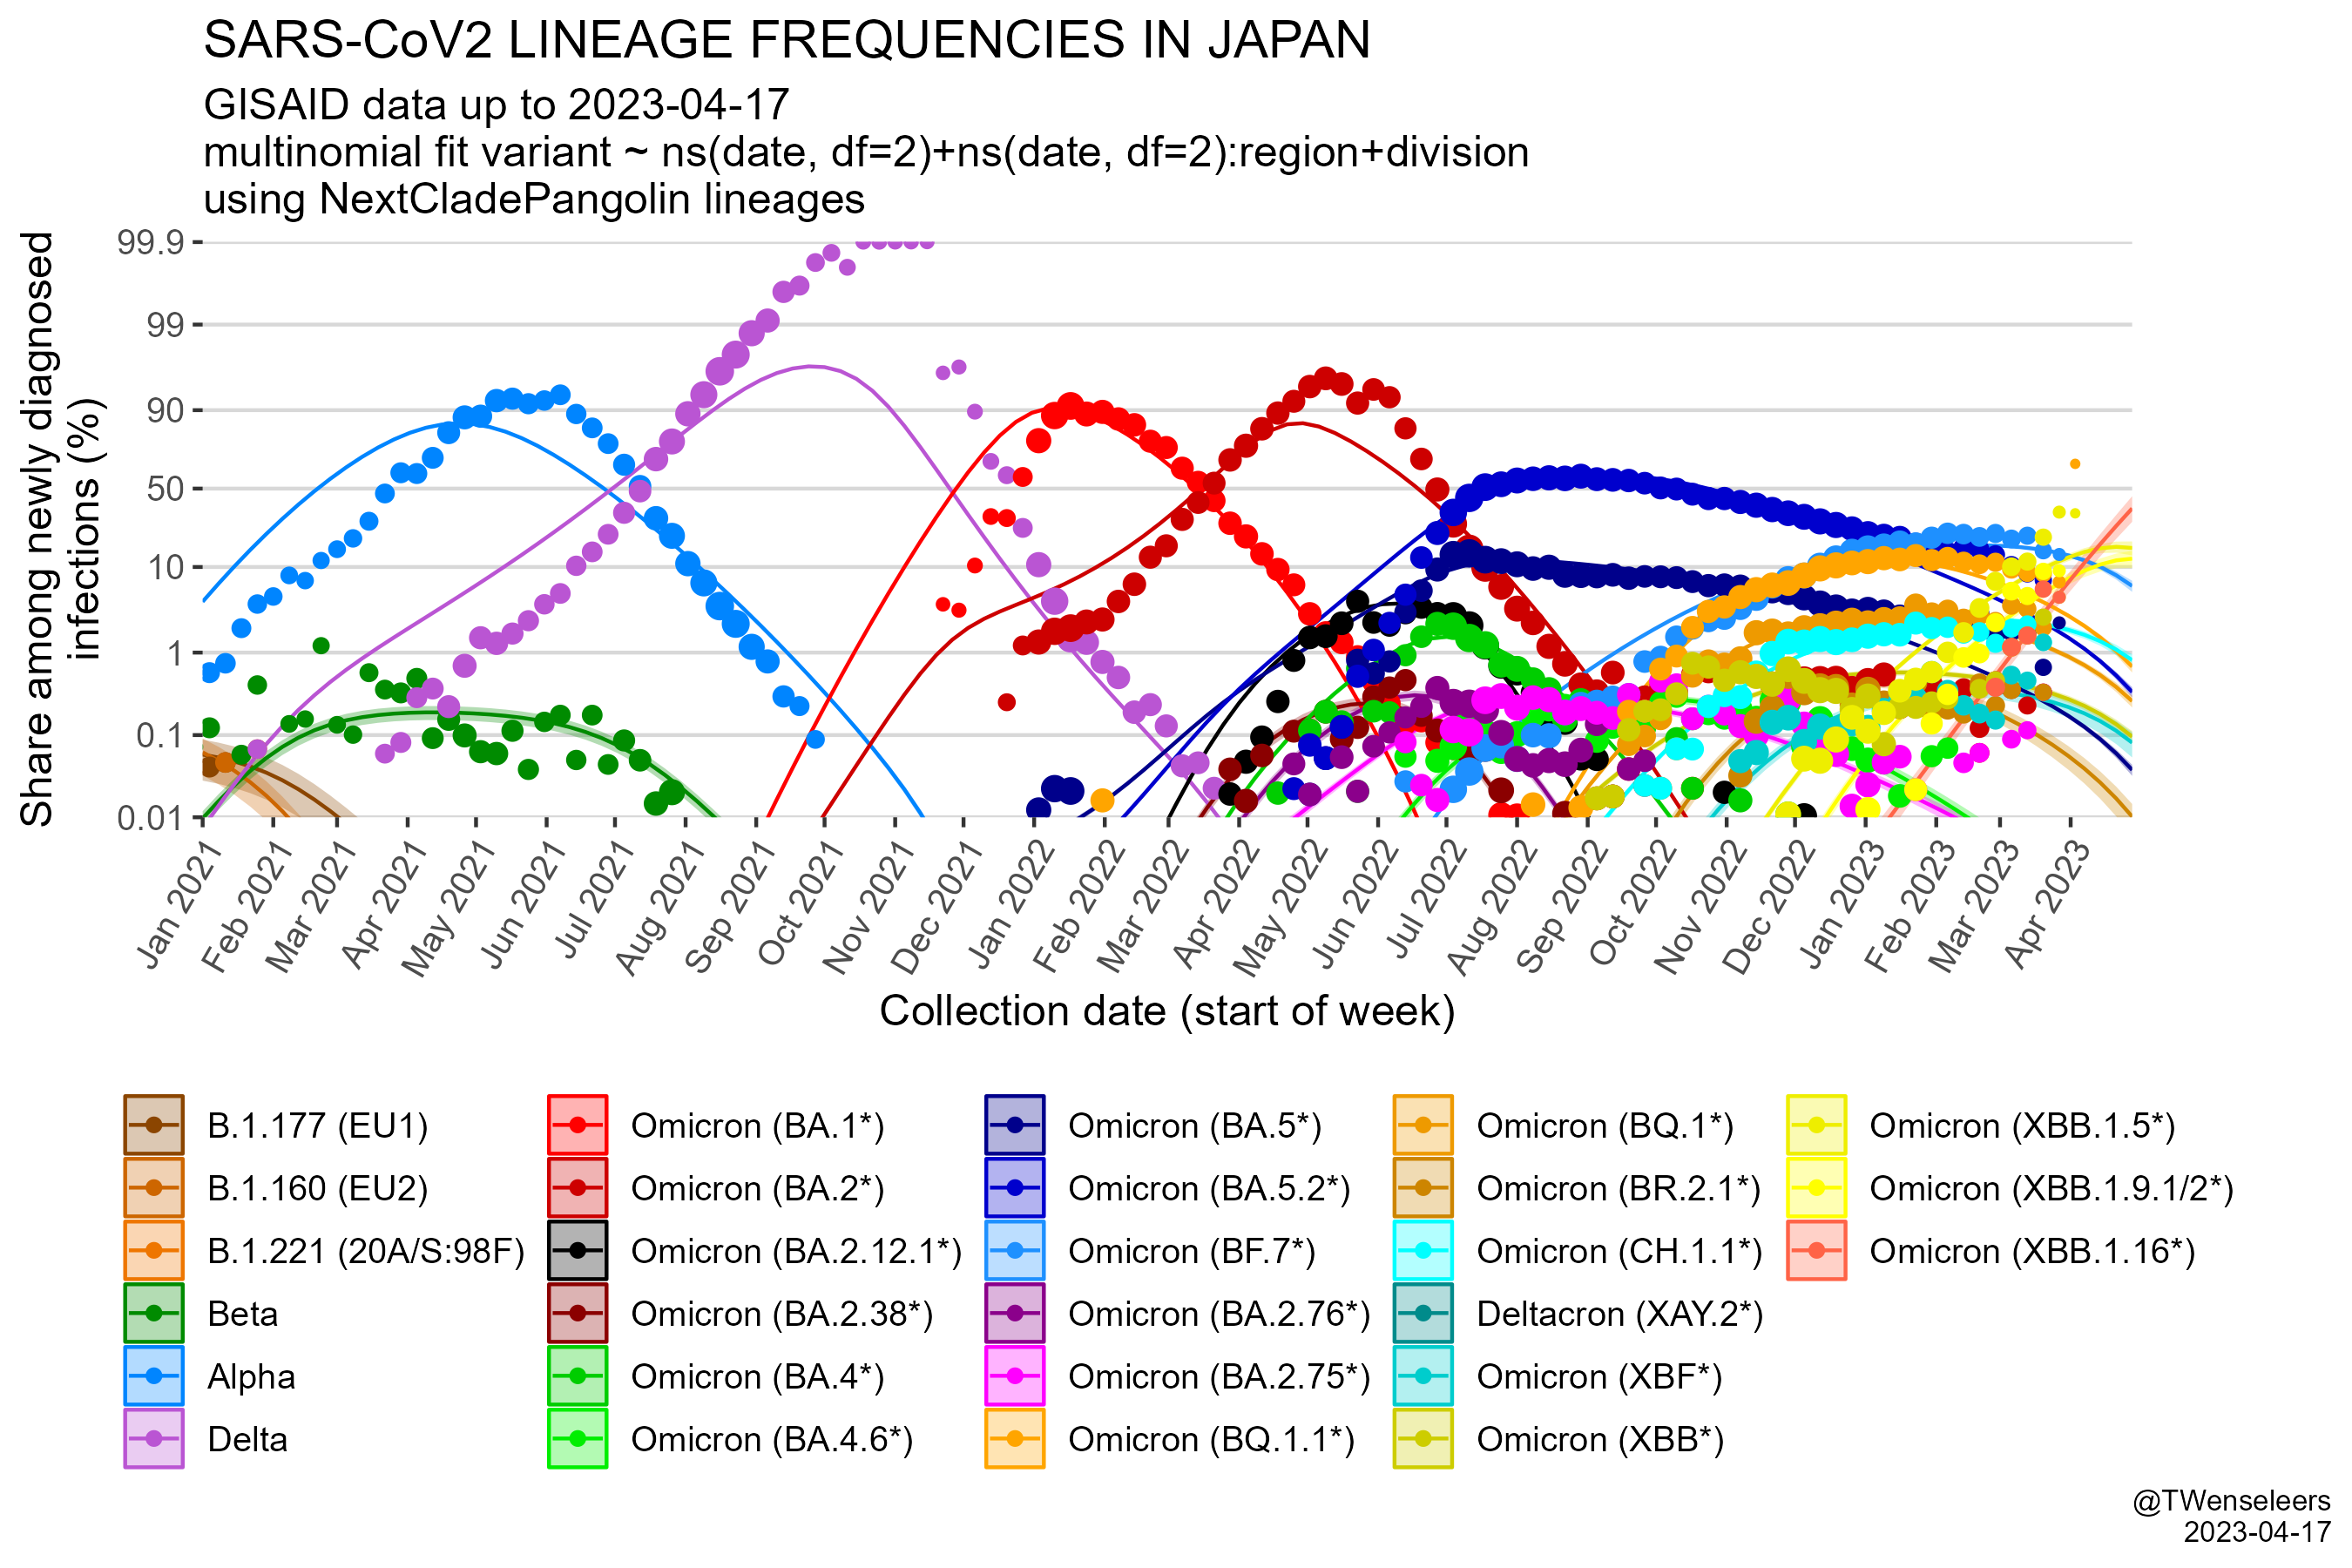 SARS-CoV2 LINEAGE FREQUENCIES IN JAPAN
GISAID data up to 2023-04-17
multinomial fit variant ~ ns(date, df=2)+ns(date, df=2):region+division
using NextCladePangolin lineages
Share among newly diagnosed
infections (%)
99.9
99
90
50
10
1
0.1
0.01
Jan 2021
Feb 2021
Mar 2021
Apr 2021
May 2021
Jun 2021
Jul 2021
Aug 2021
Sep 2021
Oct 2021
Nov 2021
Dec 2021
Jan 2022
Feb 2022
Mar 2022
Apr 2022
May 2022
Jun 2022
Jul 2022
Aug 2022
Sep 2022
Oct 2022
Nov 2022
Dec 2022
Jan 2023
Feb 2023
Mar 2023
Apr 2023
Collection date (start of week)
B.1.177 (EU1)
B.1.160 (EU2)
B.1.221 (20A/S:98F)
Beta
Alpha
Delta
Omicron (BA.1*)
Omicron (BA.2*)
Omicron (BA.2.12.1*)
Omicron (BA.2.38*)
Omicron (BA.4*)
Omicron (BA.4.6*)
Omicron (BA.5*)
Omicron (BA.5.2*)
Omicron (BF.7*)
Omicron (BA.2.76*)
Omicron (BA.2.75*)
Omicron (BQ.1.1*)
Omicron (BQ.1*)
Omicron (BR.2.1*)
Omicron (CH.1.1*)
Deltacron (XAY.2*)
Omicron (XBF*)
Omicron (XBB*)
Omicron (XBB.1.5*)
Omicron (XBB.1.9.1/2*)
Omicron (XBB.1.16*)
@TWenseleers
2023-04-17